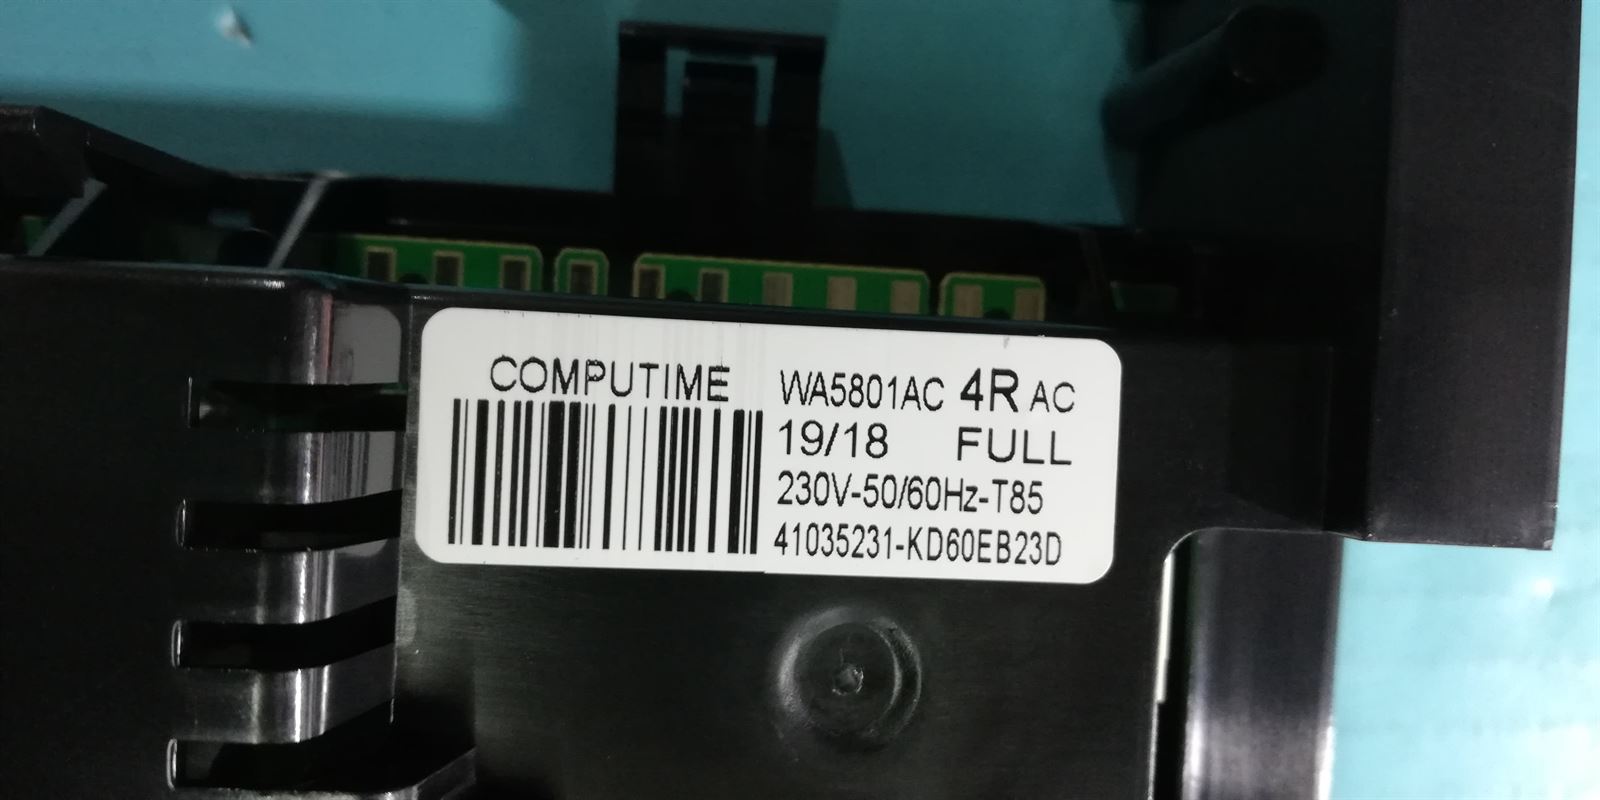 COMPUTIME
WA5801AC 4R AC
19/18 FULL
230V-50/60Hz-T85
41035231-KD60EB23D